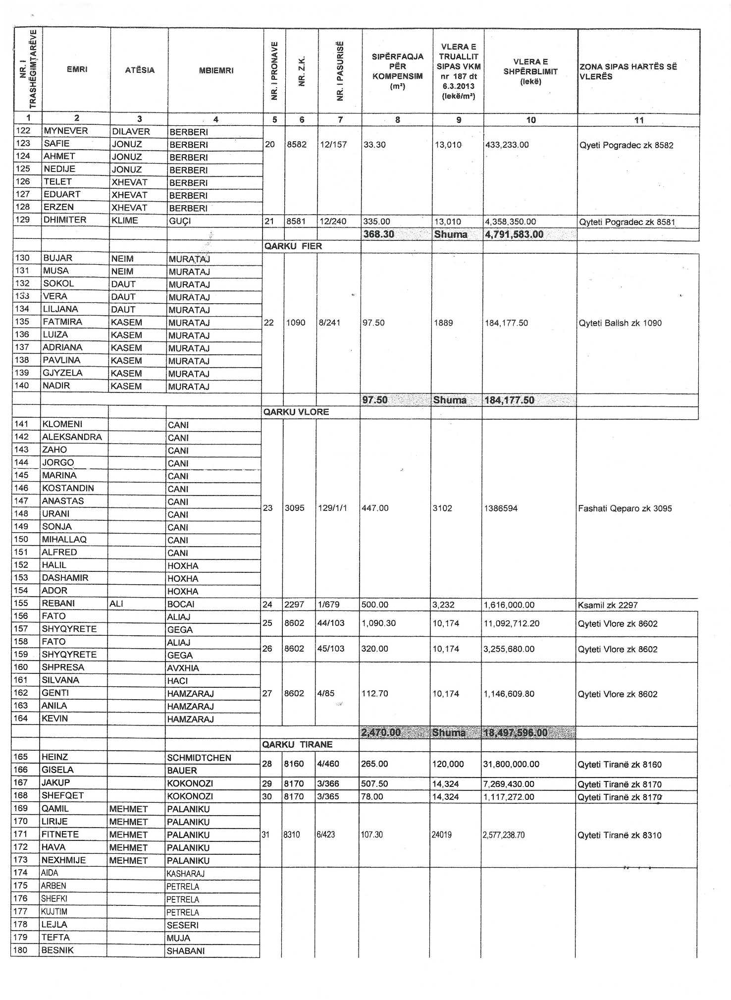 NR. I TRASHËGIMTARËVE EMRI ATËSIA MBIEMRI NR. I PRONAVE NR. Z.K. NR. I PASURISË SIPËRFAQJA PËR KOMPENSIM (m²) VLERA E TRUALLIT SIPAS VKM nr 187 dt 6.3.2013 (lekë/m²) VLERA E SHPËRBLIMIT (lekë) ZONA SIPAS HARTËS SË VLERËS
1 2 3 4 5 6 7 8 9 10 11
122 MYNEVER DILAVER BERBERI
123 SAFIE JONUZ BERBERI 20 8582 12/157 33.30 13,010 433,233.00 Qyeti Pogradec zk 8582
124 AHMET JONUZ BERBERI
125 NEDIJE JONUZ BERBERI
126 TELET XHEVAT BERBERI
127 EDUART XHEVAT BERBERI
128 ERZEN XHEVAT BERBERI
129 DHIMITER KLIME GUÇI 21 8581 12/240 335.00 13,010 4,358,350.00 Qyteti Pogradec zk 8581
368.30 Shuma 4,791,583.00
QARKU FIER
130 BUJAR NEIM MURATAJ
131 MUSA NEIM MURATAJ
132 SOKOL DAUT MURATAJ
133 VERA DAUT MURATAJ
134 LILJANA DAUT MURATAJ
135 FATMIRA KASEM MURATAJ 22 1090 8/241 97.50 1889 184,177.50 Qyteti Ballsh zk 1090
136 LUIZA KASEM MURATAJ
137 ADRIANA KASEM MURATAJ
138 PAVLINA KASEM MURATAJ
139 GJYZELA KASEM MURATAJ
140 NADIR KASEM MURATAJ
97.50 Shuma 184,177.50
QARKU VLORE
141 KLOMENI CANI
142 ALEKSANDRA CANI
143 ZAHO CANI
144 JORGO CANI
145 MARINA CANI
146 KOSTANDIN CANI
147 ANASTAS CANI 23 3095 129/1/1 447.00 3102 1386594 Fashati Qeparo zk 3095
148 URANI CANI
149 SONJA CANI
150 MIHALLAQ CANI
151 ALFRED CANI
152 HALIL HOXHA
153 DASHAMIR HOXHA
154 ADOR HOXHA
155 REBANI ALI BOCAI 24 2297 1/679 500.00 3,232 1,616,000.00 Ksamil zk 2297
156 FATO ALIAJ 25 8602 44/103 1,090.30 10,174 11,092,712.20 Qyteti Vlore zk 8602
157 SHYQYRETE GEGA
158 FATO ALIAJ 26 8602 45/103 320.00 10,174 3,255,680.00 Qyteti Vlore zk 8602
159 SHYQYRETE GEGA
160 SHPRESA AVXHIA
161 SILVANA HACI
162 GENTI HAMZARAJ 27 8602 4/85 112.70 10,174 1,146,609.80 Qyteti Vlore zk 8602
163 ANILA HAMZARAJ
164 KEVIN HAMZARAJ
2,470.00 Shuma 18,497,596.00
QARKU TIRANE
165 HEINZ SCHMIDTCHEN 28 8160 4/460 265.00 120,000 31,800,000.00 Qyteti Tiranë zk 8160
166 GISELA BAUER
167 JAKUP KOKONOZI 29 8170 3/366 507.50 14,324 7,269,430.00 Qyteti Tiranë zk 8170
168 SHEFQET KOKONOZI 30 8170 3/365 78.00 14,324 1,117,272.00 Qyteti Tiranë zk 8170
169 QAMIL MEHMET PALANIKU
170 LIRIJE MEHMET PALANIKU
171 FITNETE MEHMET PALANIKU 31 8310 6/423 107.30 24019 2,577,238.70 Qyteti Tiranë zk 8310
172 HAVA MEHMET PALANIKU
173 NEXHMIJE MEHMET PALANIKU
174 AIDA KASHARAJ
175 ARBEN PETRELA
176 SHEFKI PETRELA
177 KUJTIM PETRELA
178 LEJLA SESERI
179 TEFTA MUJA
180 BESNIK SHABANI